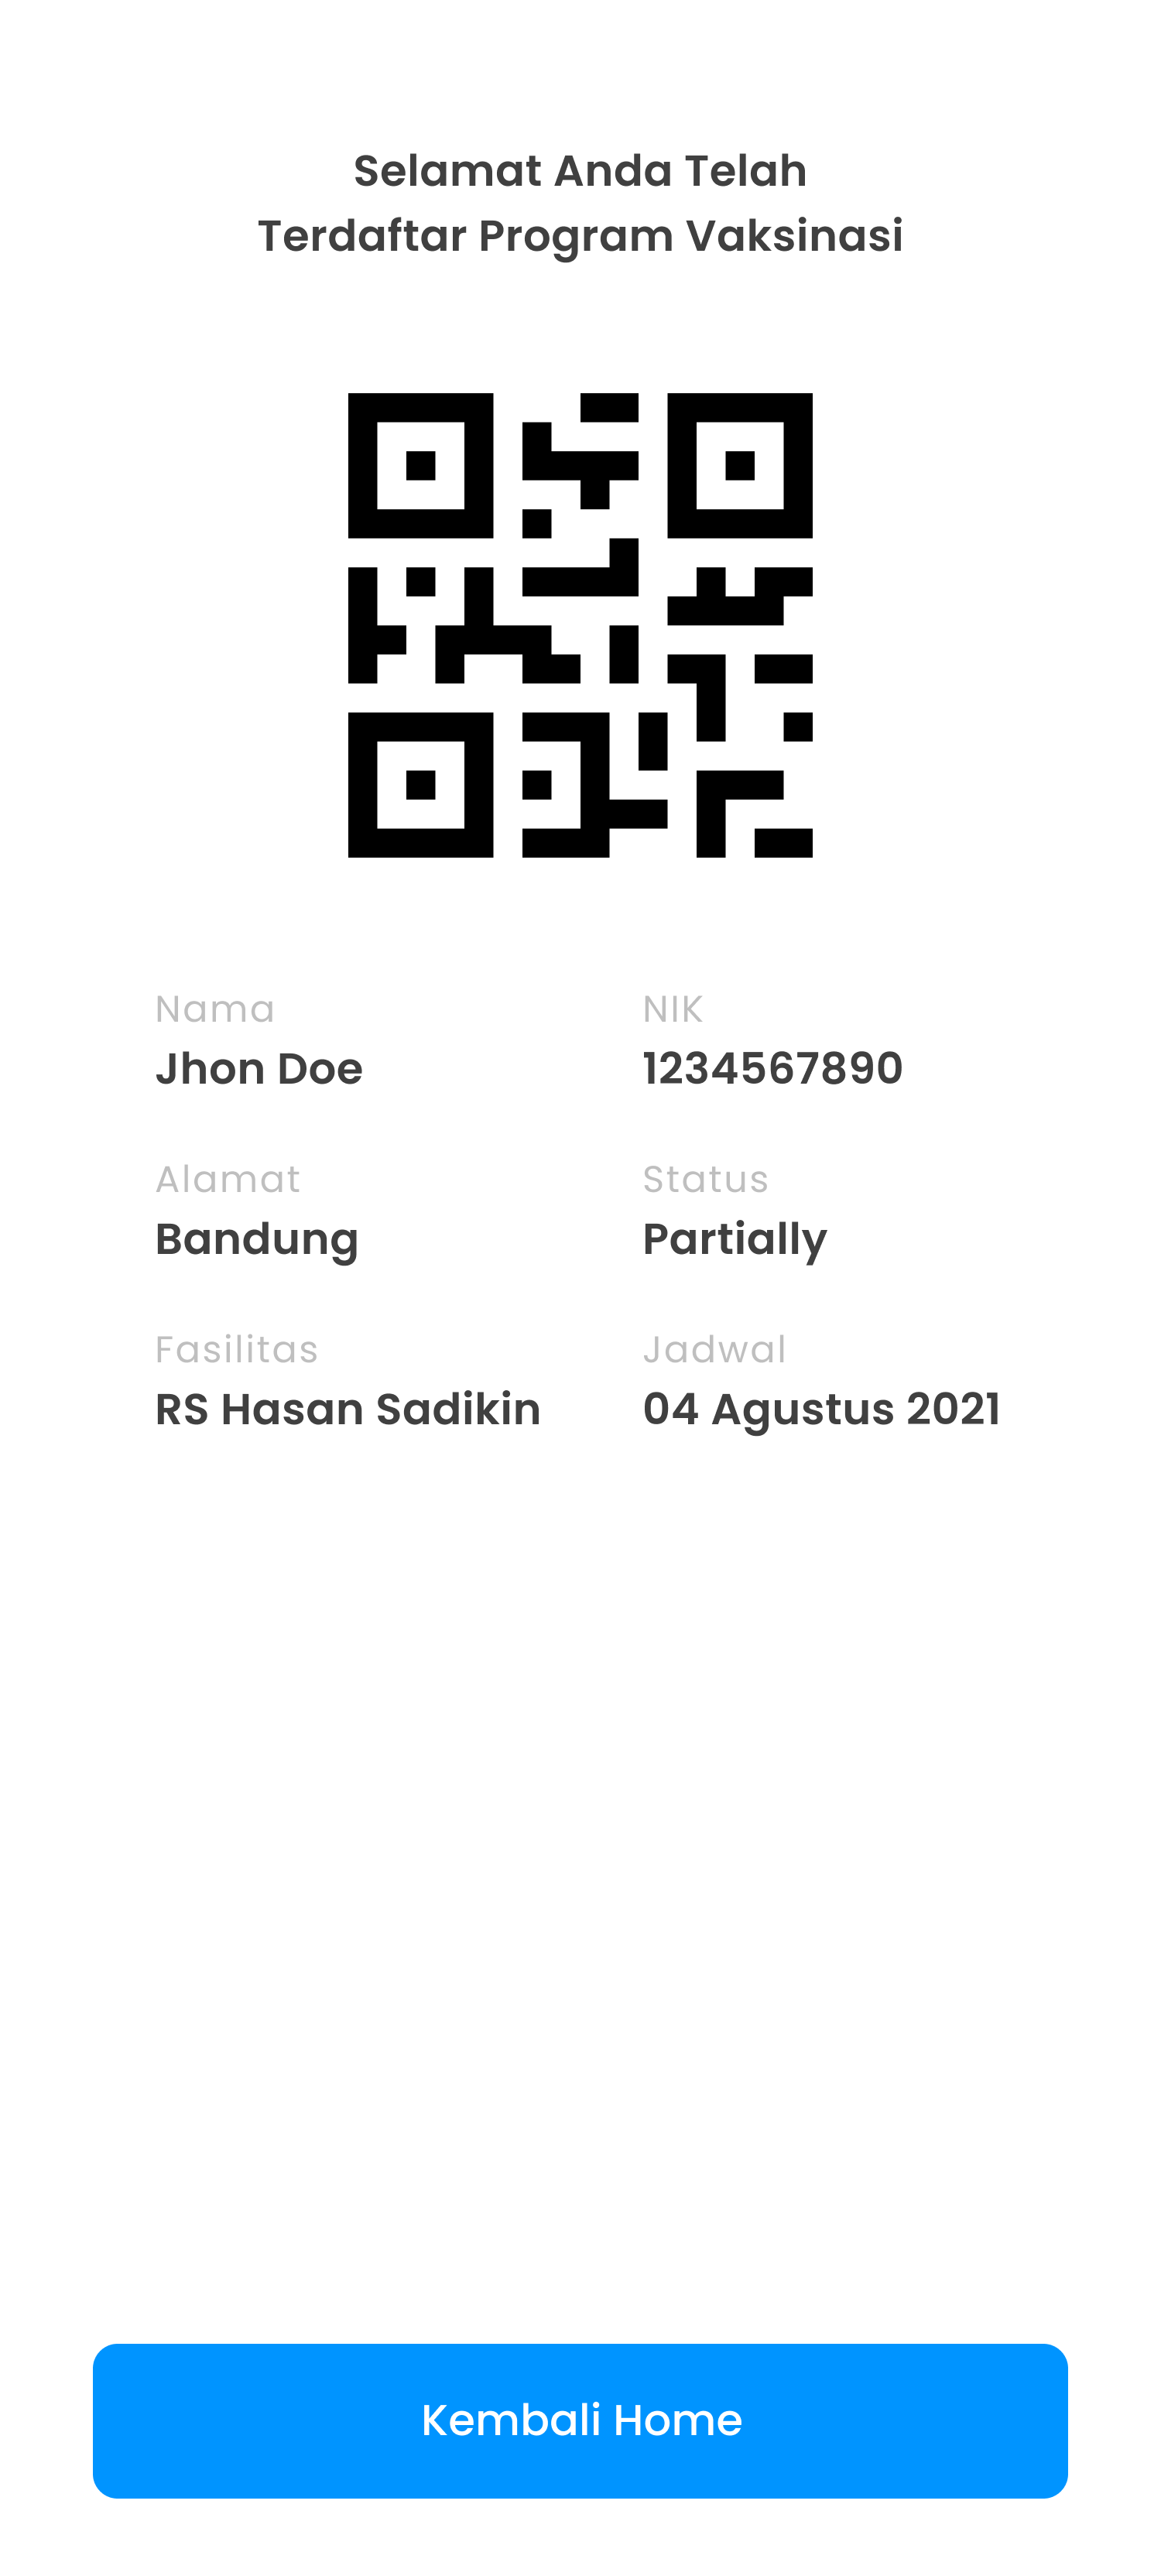 Selamat Anda Telah
Terdaftar Program Vaksinasi
Nama
Jhon Doe
NIK
1234567890
Alamat
Bandung
Status
Partially
Fasilitas
RS Hasan Sadikin
Jadwal
04 Agustus 2021
Kembali Home